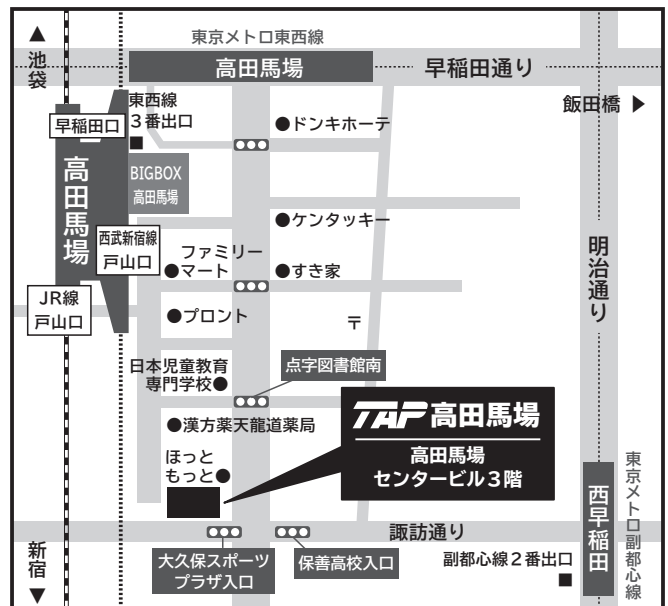 ▲
池袋
東京メトロ東西線
高田馬場
早稲田通り
飯田橋 ▶
東西線
3番出口
■
早稲田口
高田馬場
BIGBOX
高田馬場
●ドンキホーテ
●ケンタッキー
西武新宿線
戸山口
ファミリー
●マート
●すき家
明治通り
JR線
戸山口
●プロント
〒
日本児童教育
専門学校●
点字図書館南
●漢方薬天龍道薬局
TAP高田馬場
高田馬場
センタービル3階
ほっと
もっと●
諏訪通り
西早稲田
東京メトロ副都心線
大久保スポーツ
プラザ入口
保善高校入口
副都心線2番出口
■
新宿
▼